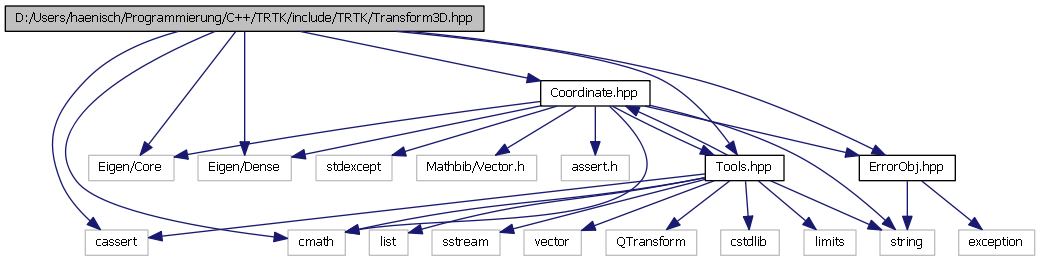 D:/Users/haenisch/Programmierung/C++/TRTK/include/TRTK/Transform3D.hpp
Coordinate.hpp
Eigen/Core
Eigen/Dense
stdexcept
Mathbib/Vector.h
assert.h
Tools.hpp
ErrorObj.hpp
cassert
cmath
list
sstream
vector
QTransform
cstdlib
limits
string
exception